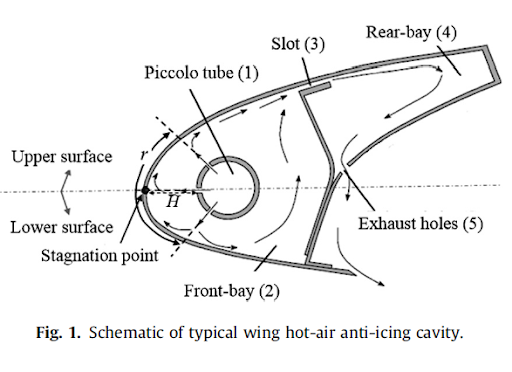 Rear-bay (4)
Slot (3)
Piccolo tube (1)
Upper surface
r
H
Lower surface
Exhaust holes (5)
Stagnation point
Front-bay (2)
Fig. 1. Schematic of typical wing hot-air anti-icing cavity.